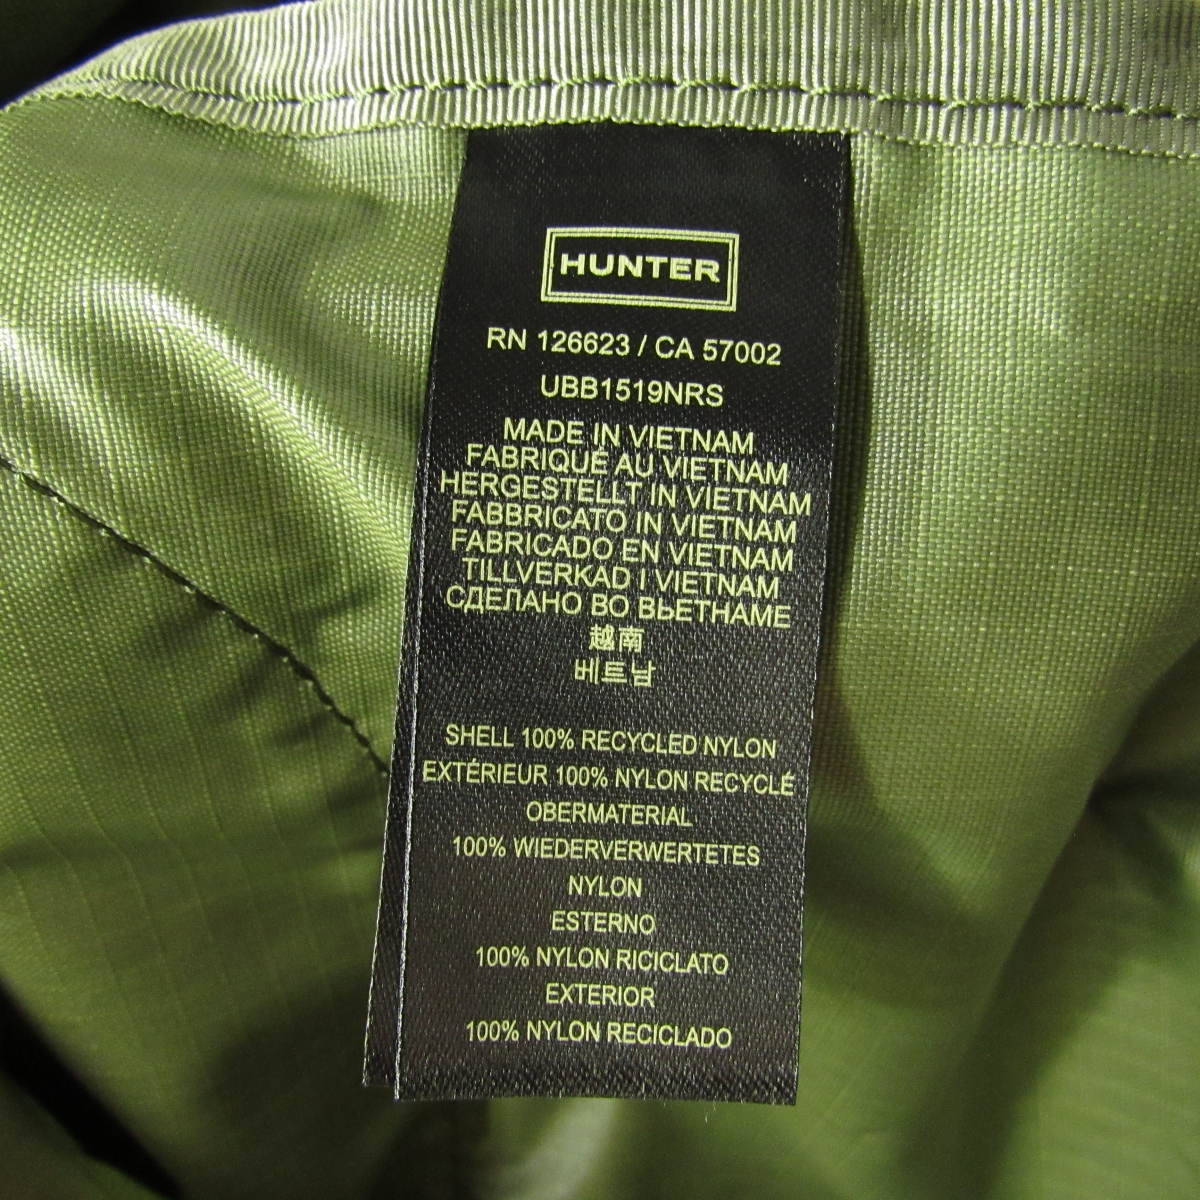 HUNTER
RN 126623 / CA 57002
UBB1519NRS
MADE IN VIETNAM
FABRIQUÉ AU VIETNAM
HERGESTELLT IN VIETNAM
FABBRICATO IN VIETNAM
FABRICADO EN VIETNAM
TILLVERKAD I VIETNAM
СДЕЛАНО ВО ВЬЕТНАМЕ
越南
베트남
SHELL 100% RECYCLED NYLON
EXTÉRIEUR 100% NYLON RECYCLÉ
OBERMATERIAL
100% WIEDERVERWERTETES
NYLON
ESTERNO
100% NYLON RICICLATO
EXTERIOR
100% NYLON RECICLADO